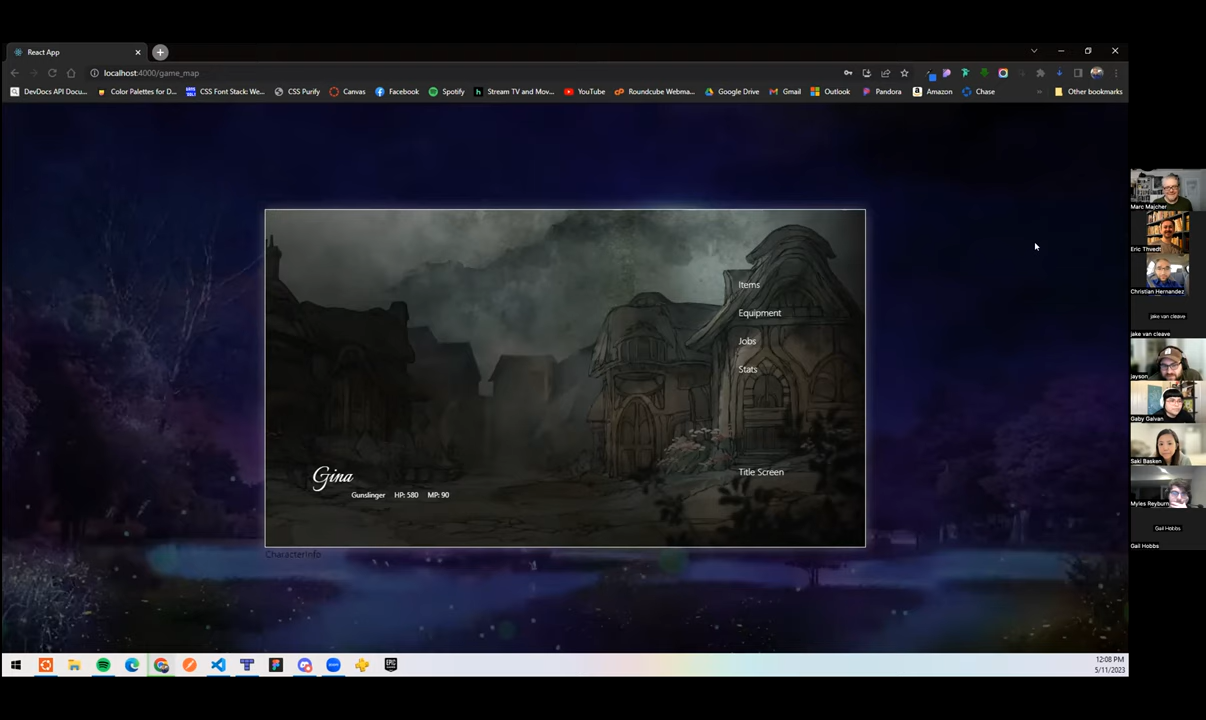 React App
localhost:4000/game_map
DevDocs API Docu... Color Palettes for D... CSS Font Stack: We... CSS Purify Canvas Facebook Spotify Stream TV and Mov... YouTube Roundcube Webma... Google Drive Gmail Outlook Pandora Amazon Chase Other bookmarks
Items
Equipment
Jobs
Stats
Title Screen
Gina
Gunslinger HP: 580 MP: 90
CharacterInfo
Marc Majcher
Eric Thvedt
Christian Hernandez
jake van cleave
jake van cleave
jayson
Gaby Galvan
Saki Basken
Myles Reyburn
Gail Hobbs
Gail Hobbs
12:08 PM
5/11/2023